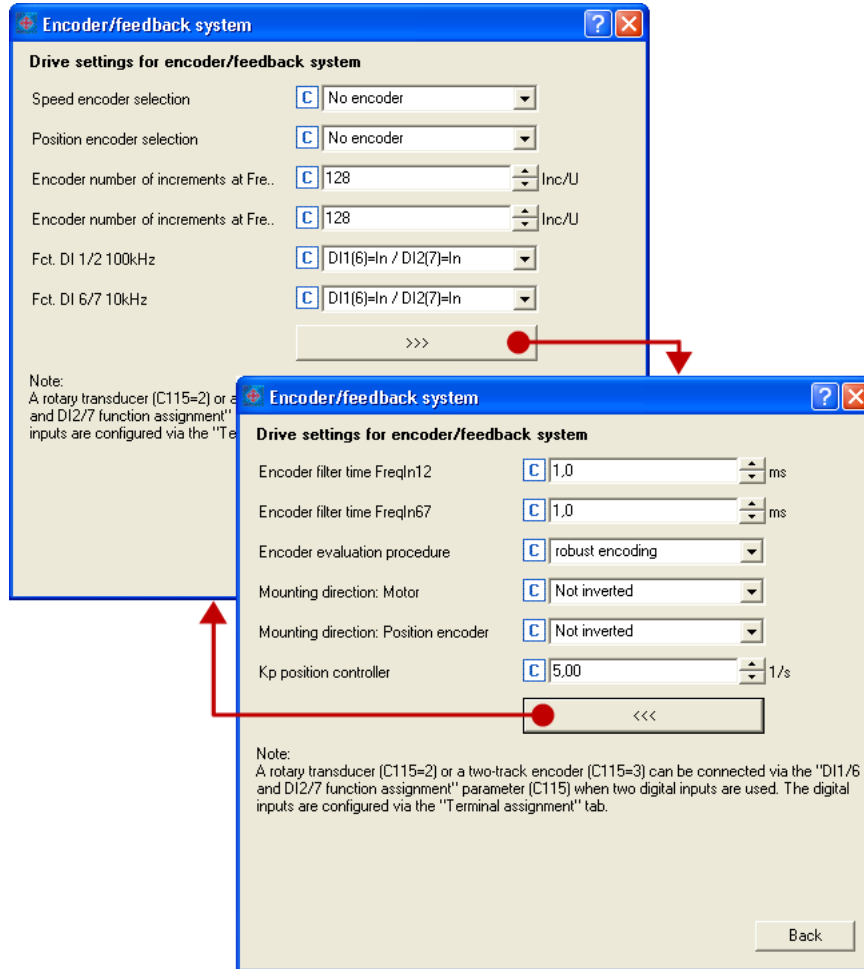 Encoder/feedback system
Drive settings for encoder/feedback system
Speed encoder selection C No encoder
Position encoder selection C No encoder
Encoder number of increments at Fre.. C 128 Inc/U
Encoder number of increments at Fre.. C 128 Inc/U
Fct. DI 1/2 100kHz C DI1(6)=In / DI2(7)=In
Fct. DI 6/7 10kHz C DI1(6)=In / DI2(7)=In
>>>
Note:
A rotary transducer (C115=2) or a
and DI2/7 function assignment"
inputs are configured via the "Te
Encoder/feedback system
Drive settings for encoder/feedback system
Encoder filter time FreqIn12 C 1,0 ms
Encoder filter time FreqIn67 C 1,0 ms
Encoder evaluation procedure C robust encoding
Mounting direction: Motor C Not inverted
Mounting direction: Position encoder C Not inverted
Kp position controller C 5,00 1/s
<<<
Note:
A rotary transducer (C115=2) or a two-track encoder (C115=3) can be connected via the "DI1/6
and DI2/7 function assignment" parameter (C115) when two digital inputs are used. The digital
inputs are configured via the "Terminal assignment" tab.
Back